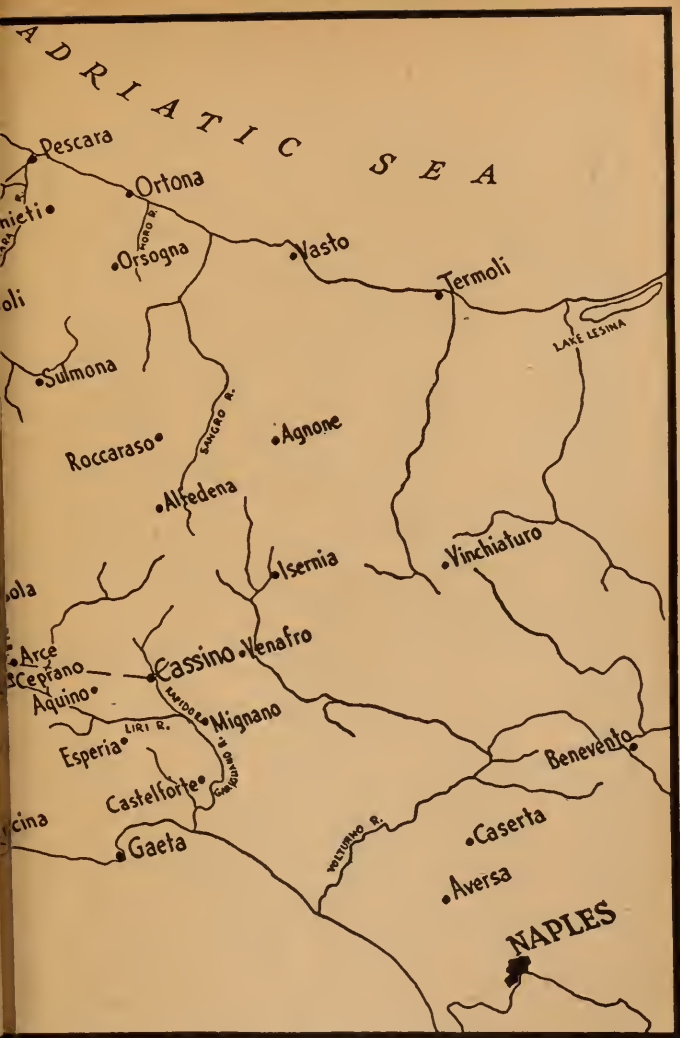 ADRIATIC SEA
Pescara
Ortona
MORO R.
Orsogna
Vasto
Termoli
LAKE LESINA
Sulmona
SANGRO R.
Agnone
Roccaraso
Alfedena
Isernia
Vinchiaturo
Arce
Ceprano
Cassino
Venafro
Aquino
RAPIDO R.
Mignano
LIRI R.
Esperia
GARIGLIANO R.
Castelforte
Benevento
Gaeta
VOLTURNO R.
Caserta
Aversa
NAPLES